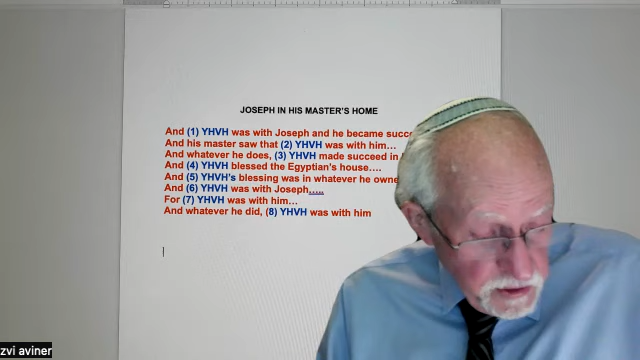 JOSEPH IN HIS MASTER'S HOME
And (1) YHVH was with Joseph and he became
And his master saw that (2) YHVH was with him...
And whatever he does, (3) YHVH made succeed in
And (4) YHVH blessed the Egyptian's house....
And (5) YHVH's blessing was in whatever he
And (6) YHVH was with Joseph.....
For (7) YHVH was with him...
And whatever he did, (8) YHVH was with him
zvi aviner